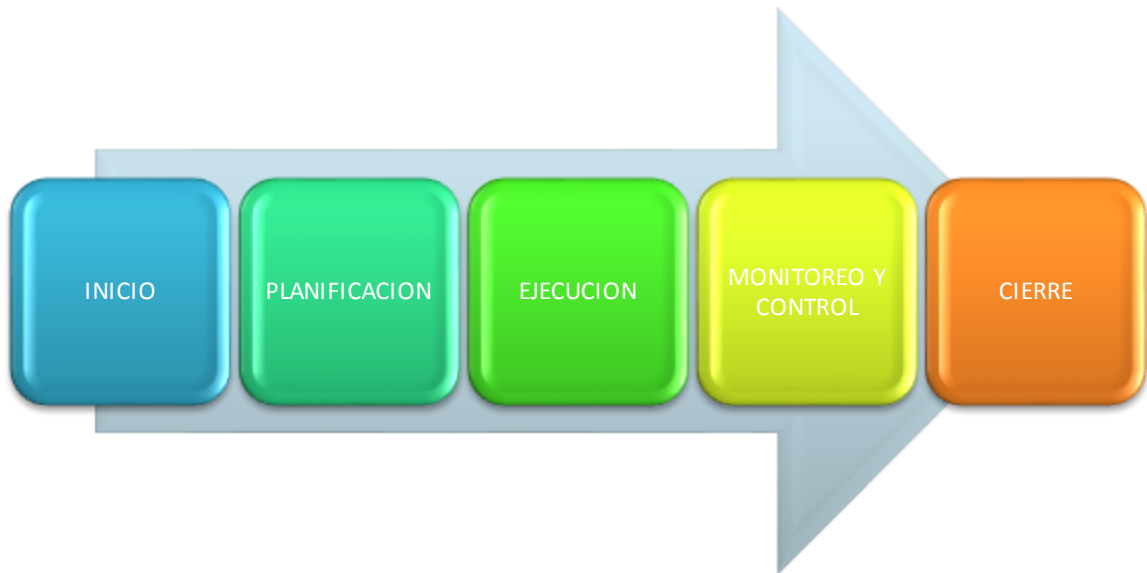 INICIO
PLANIFICACION
EJECUCION
MONITOREO Y
CONTROL
CIERRE